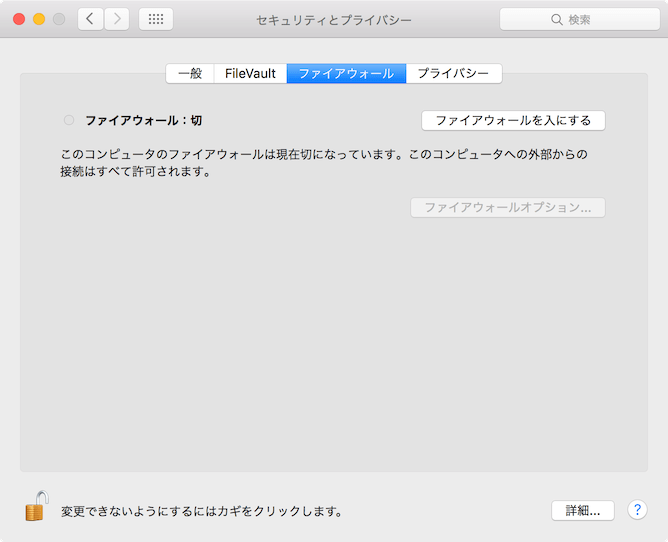 セキュリティとプライバシー
検索
一般 FileVault ファイアウォール プライバシー
ファイアウォール：切
ファイアウォールを入にする
このコンピュータのファイアウォールは現在切になっています。このコンピュータへの外部からの
接続はすべて許可されます。
ファイアウォールオプション...
変更できないようにするにはカギをクリックします。
詳細...
?